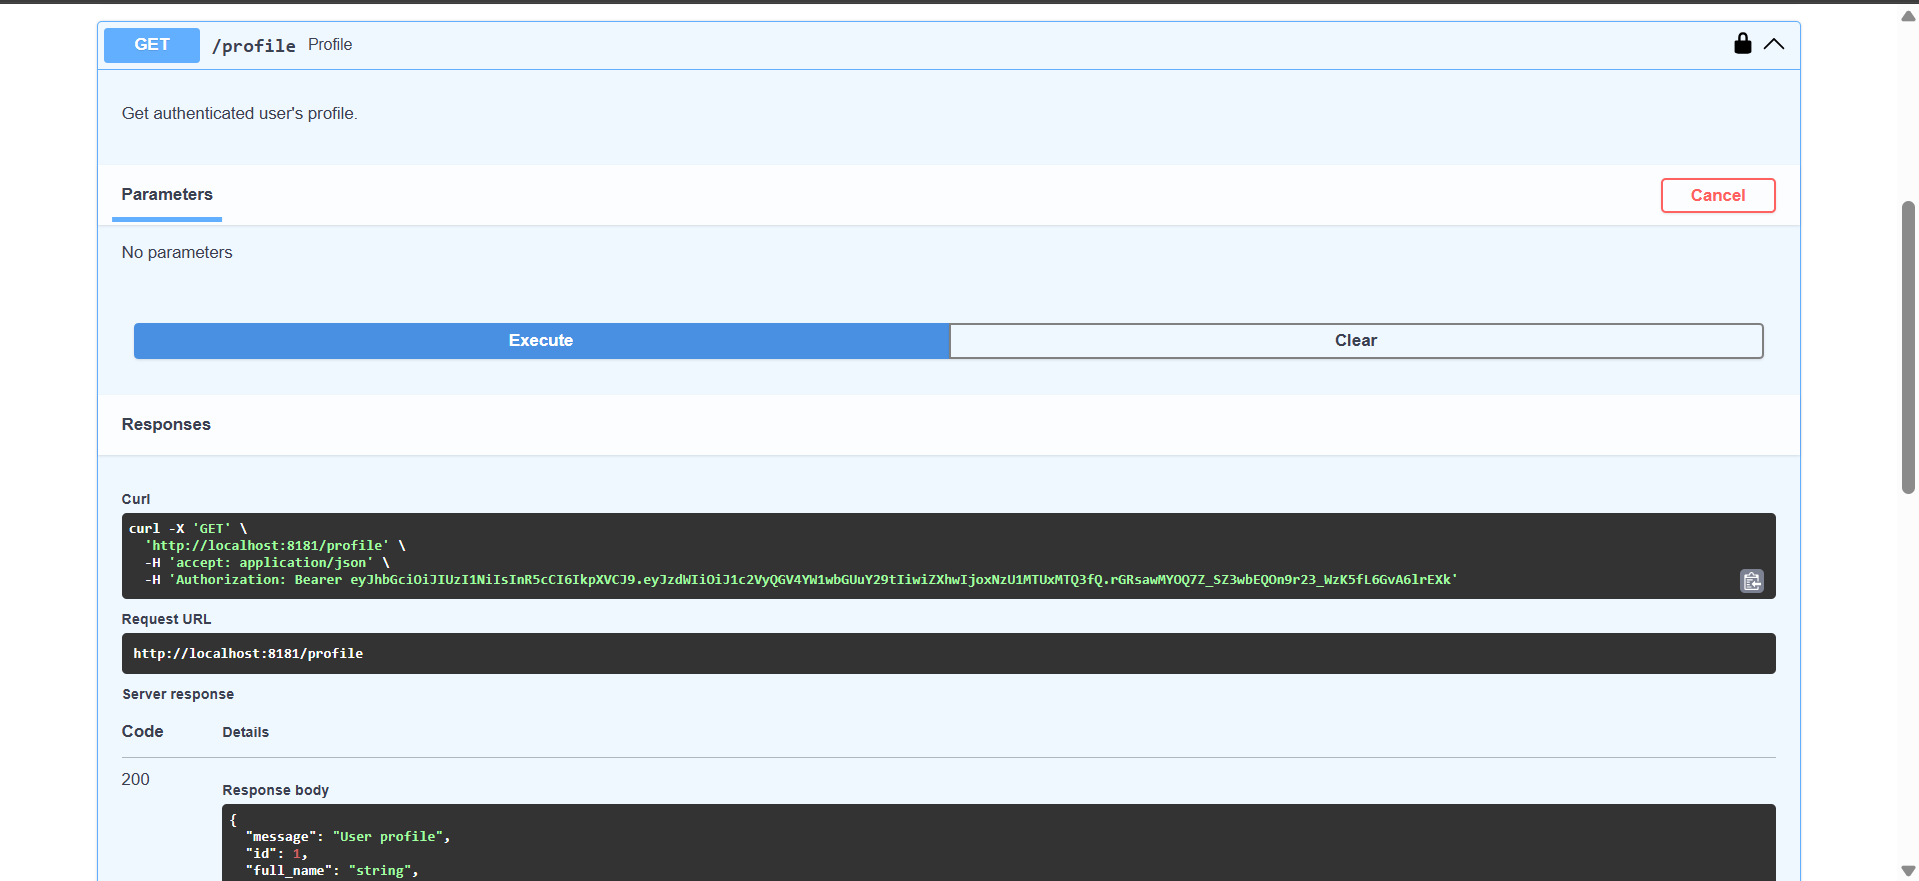 GET /profile Profile
Get authenticated user's profile.
Parameters
Cancel
No parameters
Execute
Clear
Responses
Curl
curl -X 'GET' \
'http://localhost:8181/profile' \
-H 'accept: application/json' \
-H 'Authorization: Bearer eyJhbGciOiJIUzI1NiIsInR5cCI6IkpXVCJ9.eyJzdWIiOiJ1c2VyQGV4YW1wbGUuY29tIiwiZXhwIjoxNzU1MTUxMTQ3fQ.rGRsawMYOQ7Z_SZ3wbEQOn9r23_WzK5fL6GvA6lrEXk'
Request URL
http://localhost:8181/profile
Server response
Code Details
200
Response body
{
"message": "User profile",
"id": 1,
"full_name": "string",